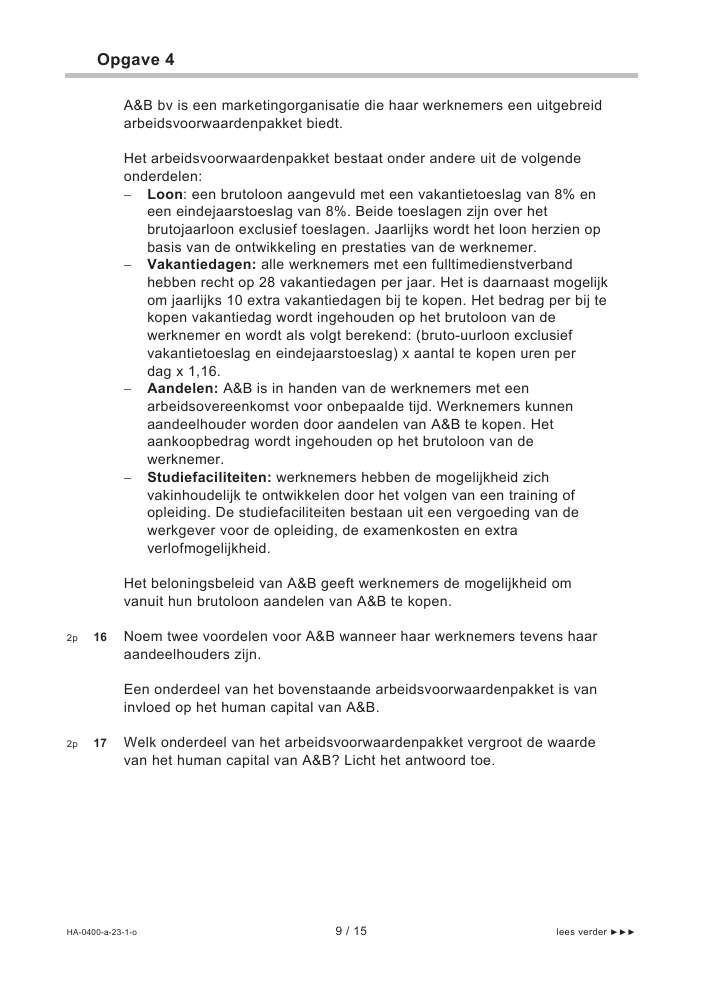 Opgave 4
A&B bv is een marketingorganisatie die haar werknemers een uitgebreid
arbeidsvoorwaardenpakket biedt.
Het arbeidsvoorwaardenpakket bestaat onder andere uit de volgende
onderdelen:
– Loon: een brutoloon aangevuld met een vakantietoeslag van 8% en
een eindejaarstoeslag van 8%. Beide toeslagen zijn over het
brutojaarloon exclusief toeslagen. Jaarlijks wordt het loon herzien op
basis van de ontwikkeling en prestaties van de werknemer.
– Vakantiedagen: alle werknemers met een fulltimedienstverband
hebben recht op 28 vakantiedagen per jaar. Het is daarnaast mogelijk
om jaarlijks 10 extra vakantiedagen bij te kopen. Het bedrag per bij te
kopen vakantiedag wordt ingehouden op het brutoloon van de
werknemer en wordt als volgt berekend: (bruto-uurloon exclusief
vakantietoeslag en eindejaarstoeslag) x aantal te kopen uren per
dag x 1,16.
– Aandelen: A&B is in handen van de werknemers met een
arbeidsovereenkomst voor onbepaalde tijd. Werknemers kunnen
aandeelhouder worden door aandelen van A&B te kopen. Het
aankoopbedrag wordt ingehouden op het brutoloon van de
werknemer.
– Studiefaciliteiten: werknemers hebben de mogelijkheid zich
vakinhoudelijk te ontwikkelen door het volgen van een training of
opleiding. De studiefaciliteiten bestaan uit een vergoeding van de
werkgever voor de opleiding, de examenkosten en extra
verlofmogelijkheid.
Het beloningsbeleid van A&B geeft werknemers de mogelijkheid om
vanuit hun brutoloon aandelen van A&B te kopen.
2p 16 Noem twee voordelen voor A&B wanneer haar werknemers tevens haar
aandeelhouders zijn.
Een onderdeel van het bovenstaande arbeidsvoorwaardenpakket is van
invloed op het human capital van A&B.
2p 17 Welk onderdeel van het arbeidsvoorwaardenpakket vergroot de waarde
van het human capital van A&B? Licht het antwoord toe.
HA-0400-a-23-1-o 9 / 15 lees verder ►►►